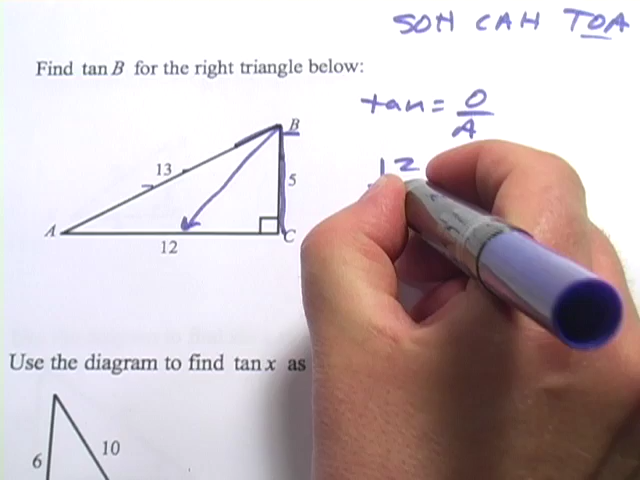 SOH CAH TOA
Find tan B for the right triangle below:
tan = O
A
B
12
13
5
A
C
12
Use the diagram to find tan x as
10
6